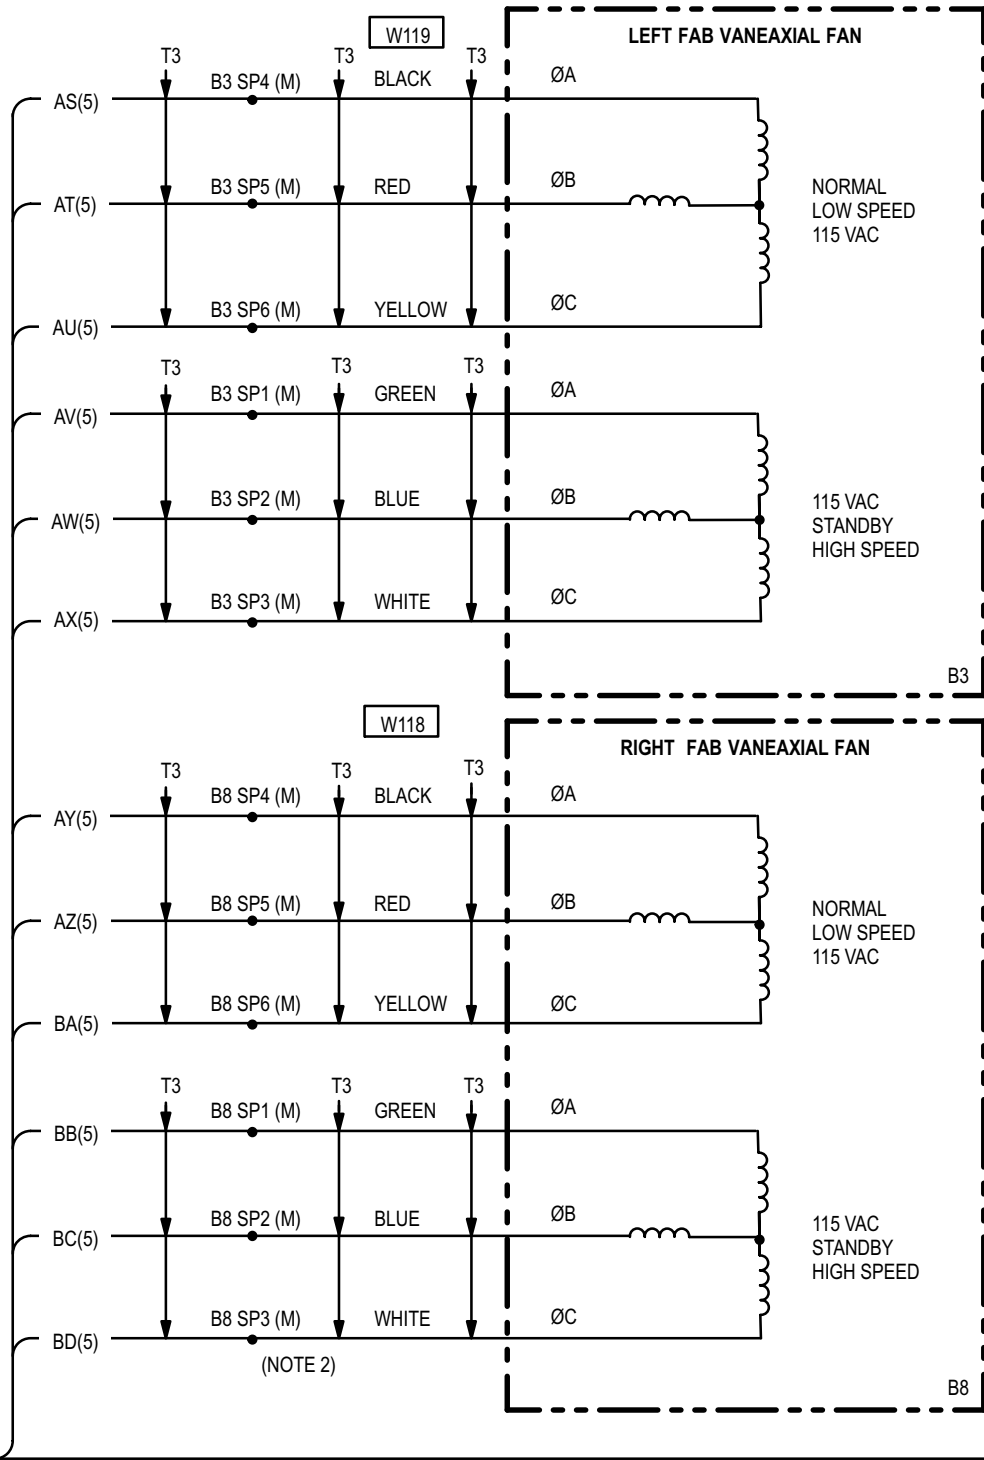 W119
LEFT FAB VANEAXIAL FAN
T3 T3 T3
AS(5) B3 SP4 (M) BLACK ØA
AT(5) B3 SP5 (M) RED ØB
NORMAL
LOW SPEED
115 VAC
AU(5) B3 SP6 (M) YELLOW ØC
T3 T3 T3
AV(5) B3 SP1 (M) GREEN ØA
AW(5) B3 SP2 (M) BLUE ØB
115 VAC
STANDBY
HIGH SPEED
AX(5) B3 SP3 (M) WHITE ØC
B3
W118
RIGHT FAB VANEAXIAL FAN
T3 T3 T3
AY(5) B8 SP4 (M) BLACK ØA
AZ(5) B8 SP5 (M) RED ØB
NORMAL
LOW SPEED
115 VAC
BA(5) B8 SP6 (M) YELLOW ØC
T3 T3 T3
BB(5) B8 SP1 (M) GREEN ØA
BC(5) B8 SP2 (M) BLUE ØB
115 VAC
STANDBY
HIGH SPEED
BD(5) B8 SP3 (M) WHITE ØC
(NOTE 2)
B8